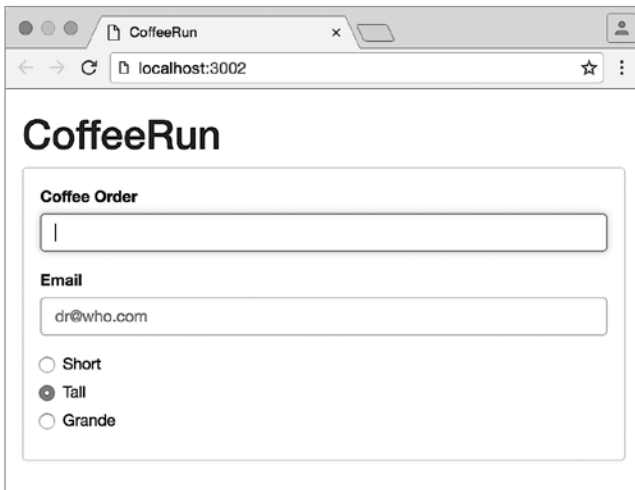 CoffeeRun
localhost:3002
CoffeeRun
Coffee Order
Email
dr@who.com
Short
Tall
Grande